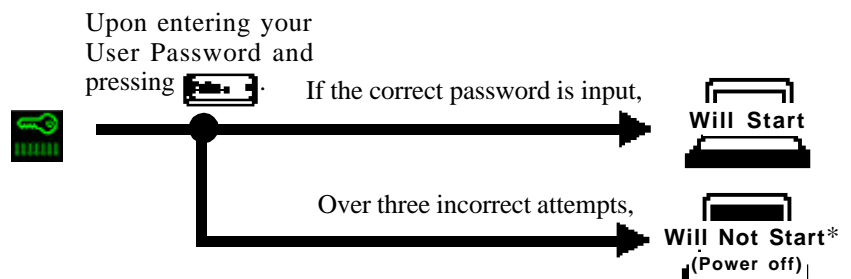 Upon entering your
User Password and
pressing .
If the correct password is input,
Will Start
Over three incorrect attempts,
Will Not Start*
(Power off)